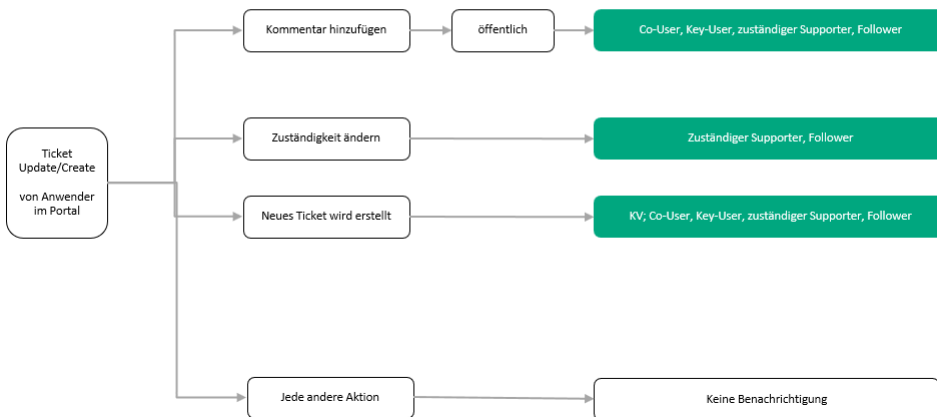 Kommentar hinzufügen
öffentlich
Co-User, Key-User, zuständiger Supporter, Follower
Ticket
Update/Create
von Anwender
im Portal
Zuständigkeit ändern
Zuständiger Supporter, Follower
Neues Ticket wird erstellt
KV; Co-User, Key-User, zuständiger Supporter, Follower
Jede andere Aktion
Keine Benachrichtigung